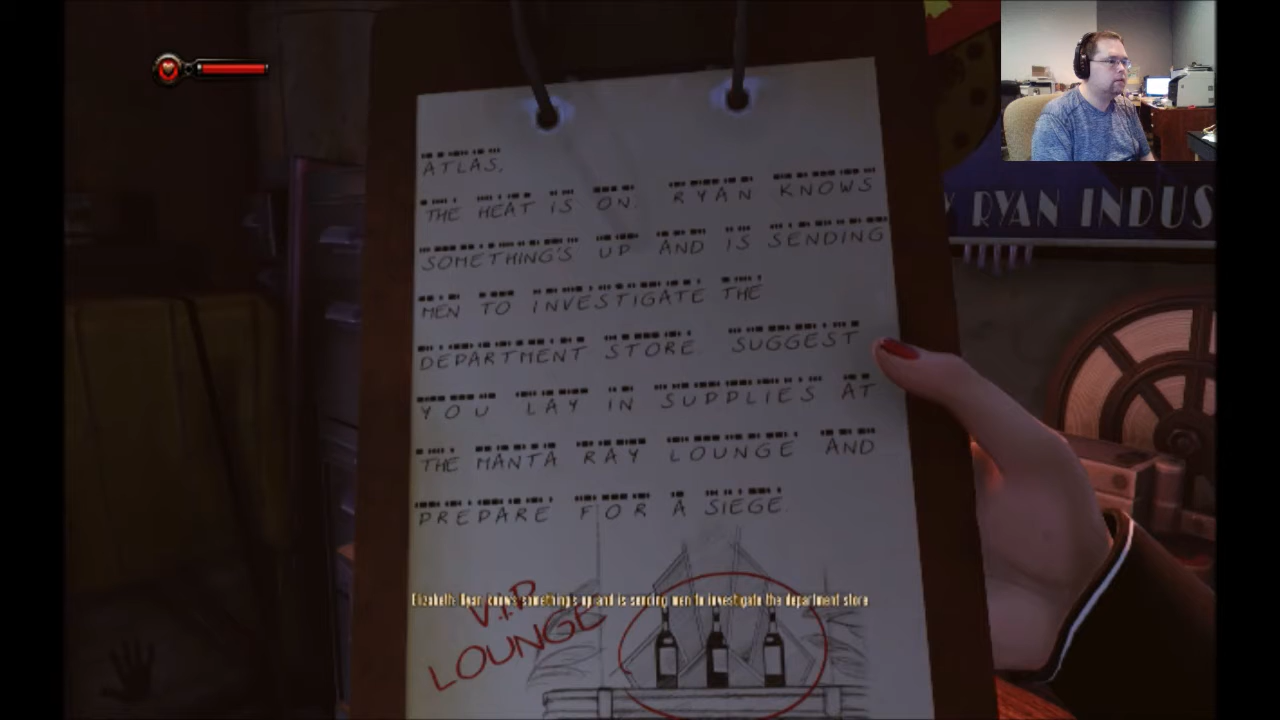 ATLAS,
THE HEAT IS ON. RYAN KNOWS
SOMETHING'S UP AND IS SENDING
MEN TO INVESTIGATE THE
DEPARTMENT STORE. SUGGEST
YOU LAY IN SUPPLIES AT
THE MANTA RAY LOUNGE AND
PREPARE FOR A SIEGE.
Elizabeth: Ryan knows something's up and is sending men to investigate the department store
V.I.P
LOUNGE
RYAN INDUS